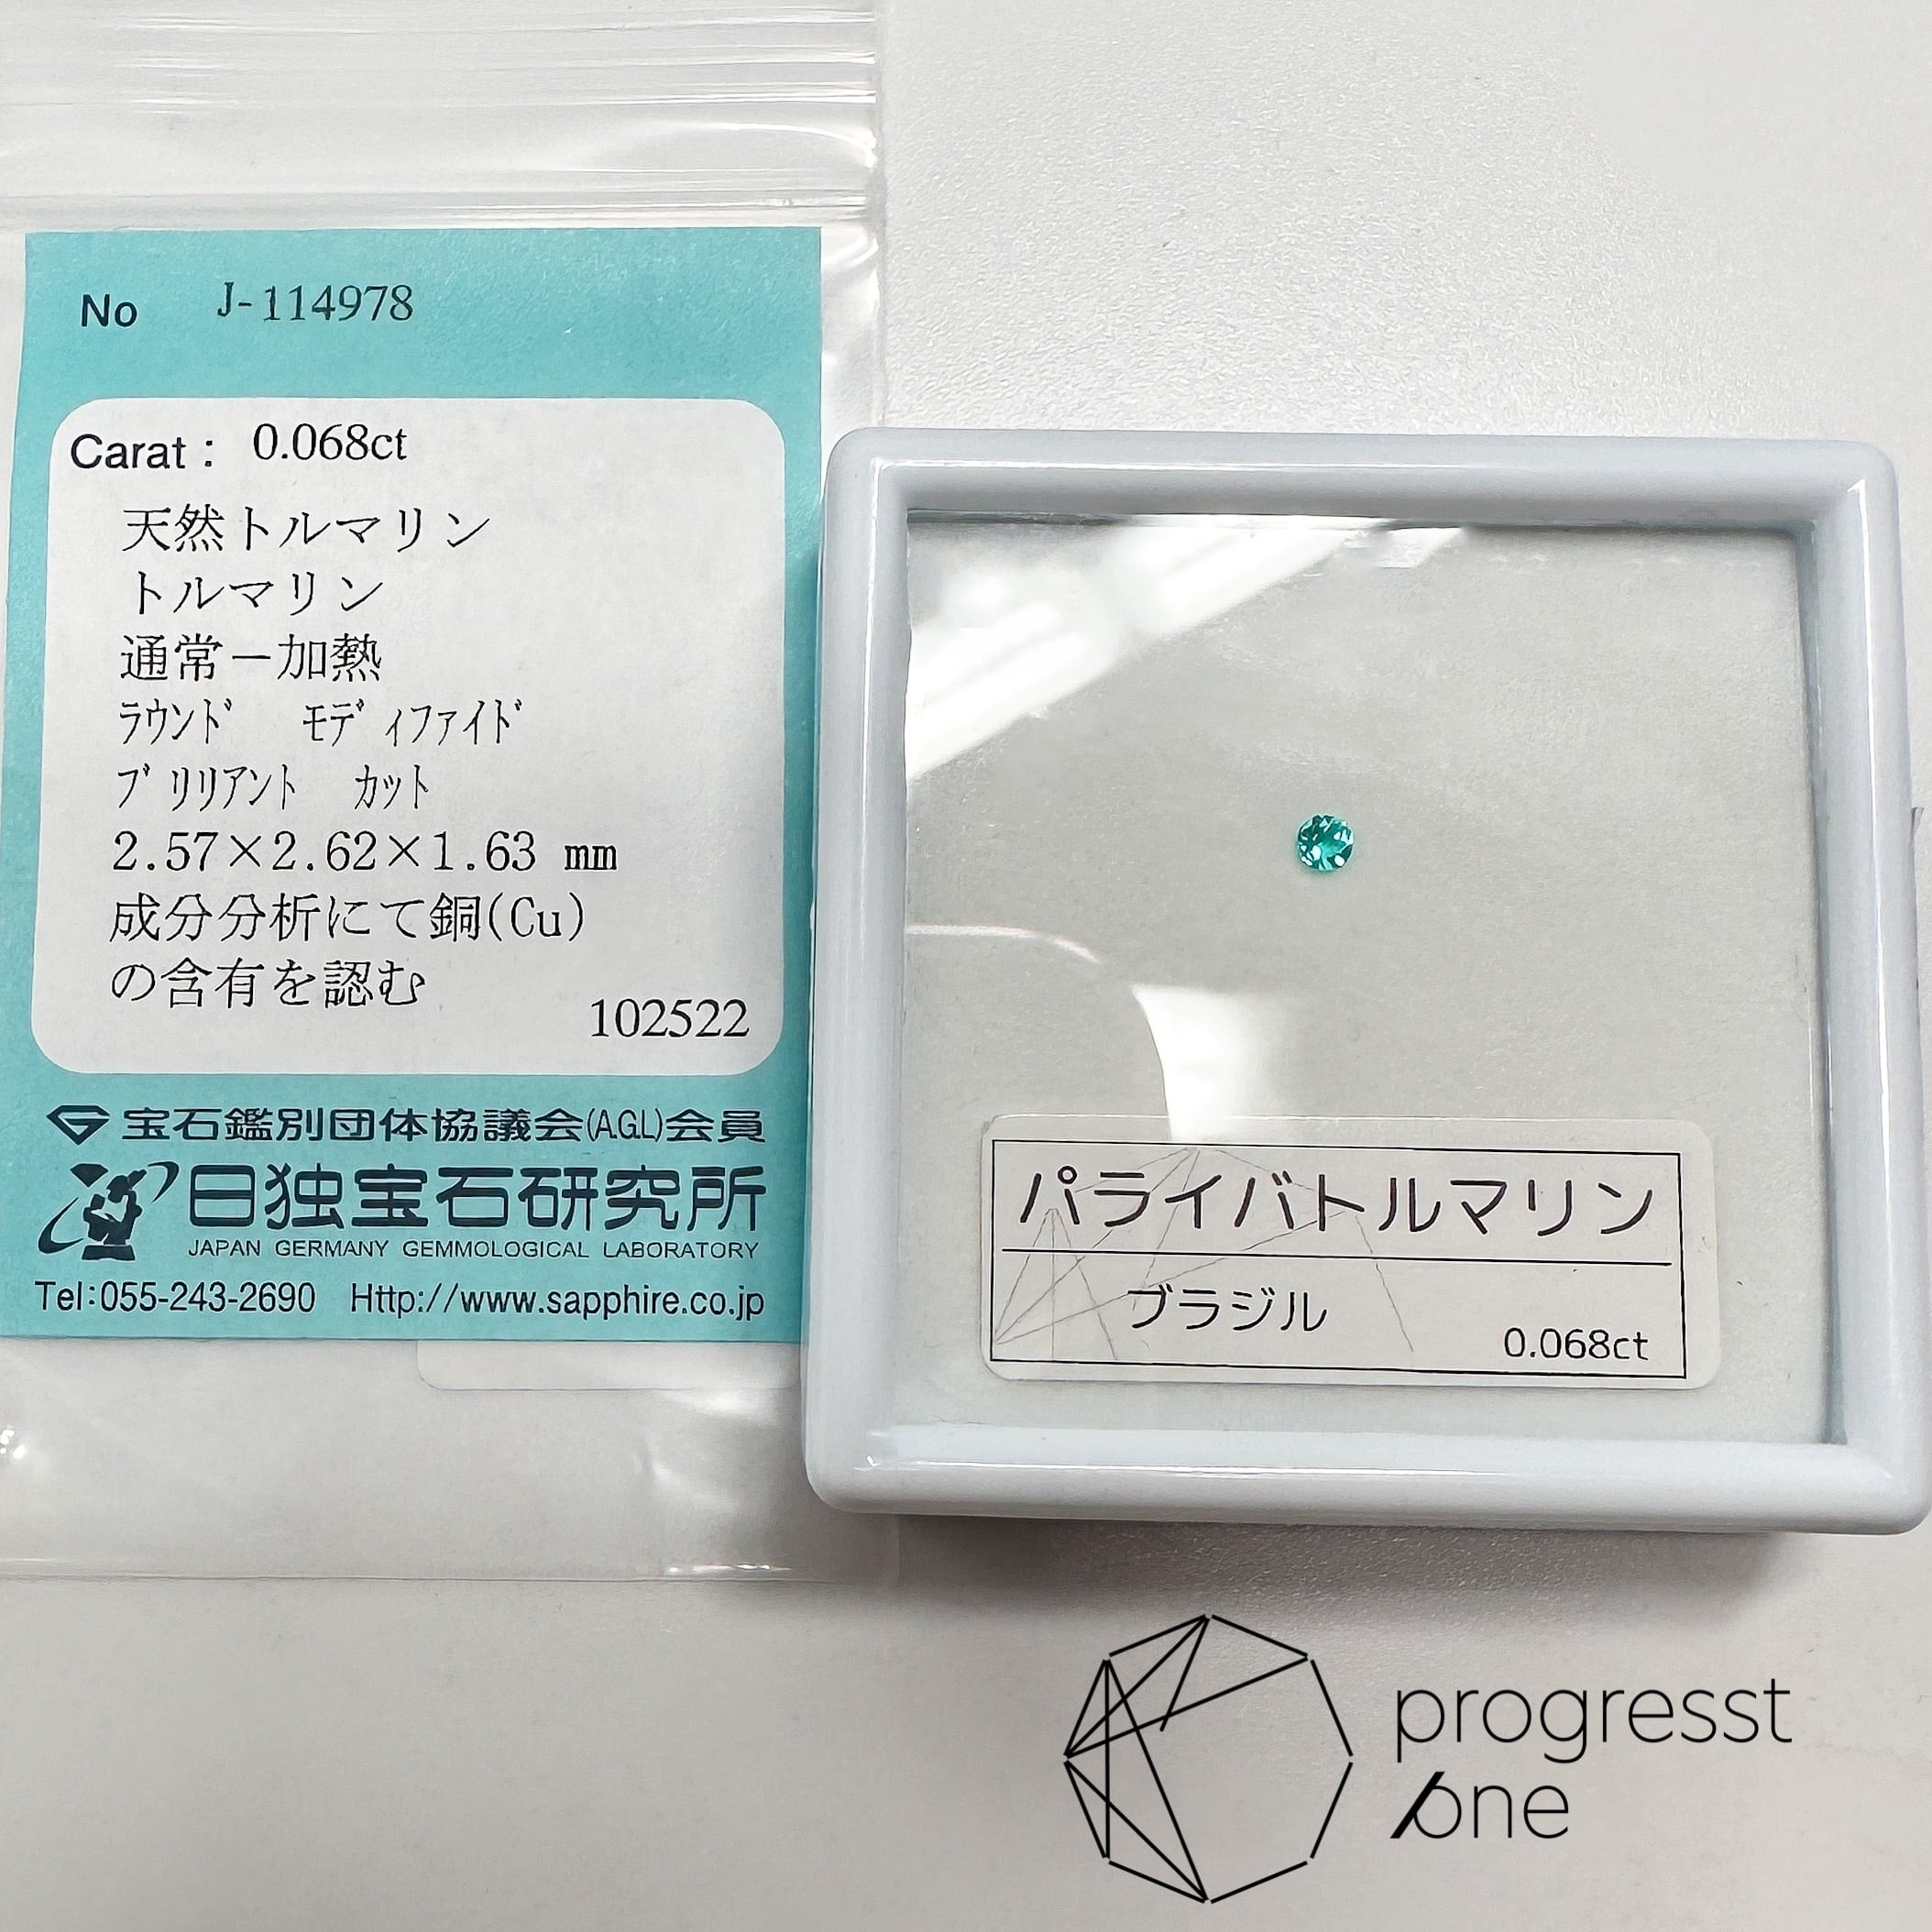 No J-114978
Carat : 0.068ct
天然トルマリン
トルマリン
通常－加熱
ﾗｳﾝﾄﾞ ﾓﾃﾞｨﾌｧｲﾄﾞ
ﾌﾞﾘﾘｱﾝﾄ ｶｯﾄ
2.57×2.62×1.63 mm
成分分析にて銅(Cu)
の含有を認む
102522
宝石鑑別団体協議会(AGL)会員
日独宝石研究所
JAPAN GERMANY GEMMOLOGICAL LABORATORY
Tel:055-243-2690 Http://www.sapphire.co.jp
パライバトルマリン
ブラジル
0.068ct
progresst
one